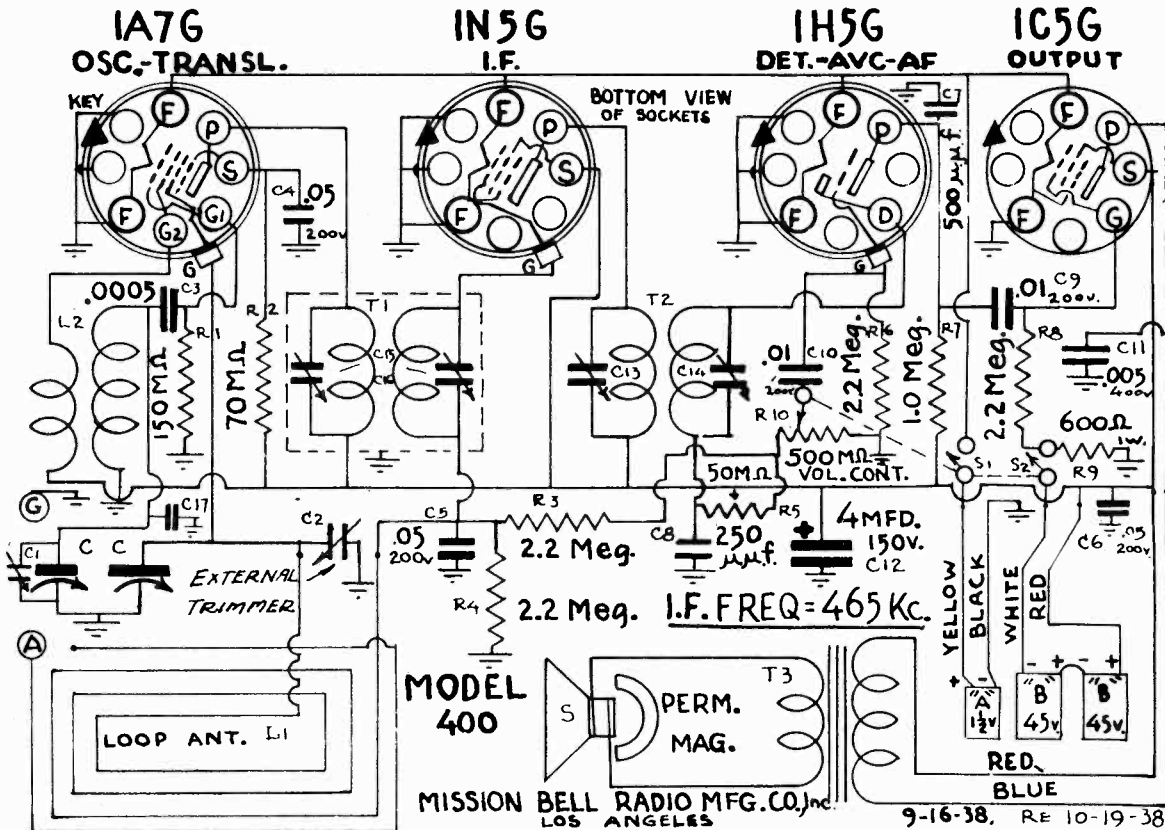 1A7G
OSC.-TRANSL.
1N5G
I.F.
1H5G
DET.-AVC-AF
1C5G
OUTPUT
KEY
BOTTOM VIEW
OF SOCKETS
F
P
S
G1
G2
F
G
F
P
S
F
G
F
P
D
F
G
F
P
S
G
F
C4
.05
200v
C7
500 µµf.
.0005
C3
L2
R1
150MΩ
R2
70MΩ
T1
C15
C16
T2
C13
C14
.01
C10
200v
R6
2.2 Meg.
R7
1.0 Meg.
.01
C9
200v.
R8
2.2 Meg.
C11
.005
400v
600Ω
1w.
R9
R10
500MΩ
VOL. CONT.
50MΩ
R5
S1
S2
G
C17
C1
C
C
C2
EXTERNAL
TRIMMER
C5
.05
200v
R3
2.2 Meg.
R4
2.2 Meg.
C8
250
µµf.
4MFD.
150V.
C12
+
C6
.05
200v
I.F. FREQ=465Kc.
YELLOW
BLACK
WHITE
RED
A
LOOP ANT. L1
MODEL
400
S
PERM.
MAG.
T3
+ -
A
1½v
- +
B
45v.
- +
B
45v.
RED
BLUE
MISSION BELL RADIO MFG.CO,Inc
LOS ANGELES
9-16-38. RE 10-19-38